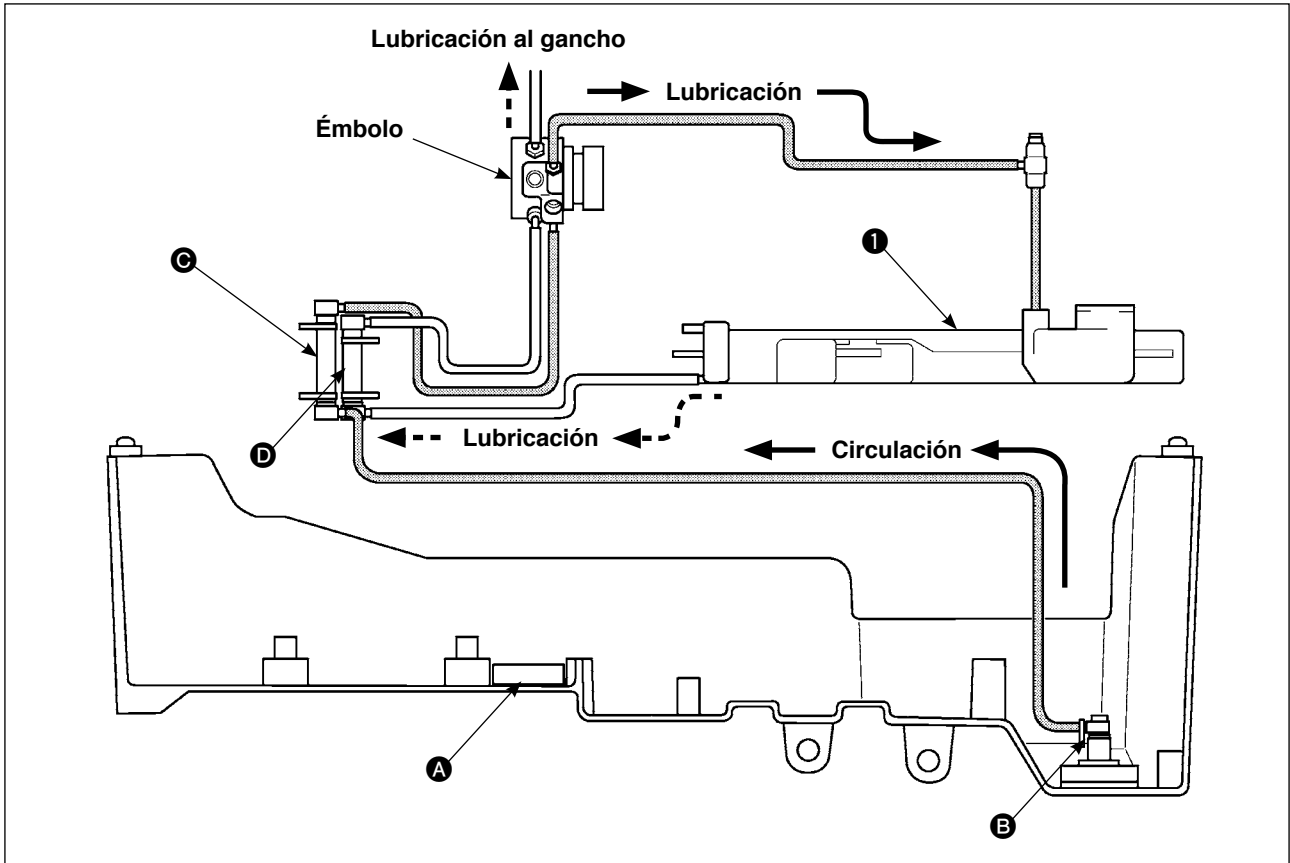 Lubricación al gancho
Lubricación
Émbolo
1
C
D
Lubricación
Circulación
A
B